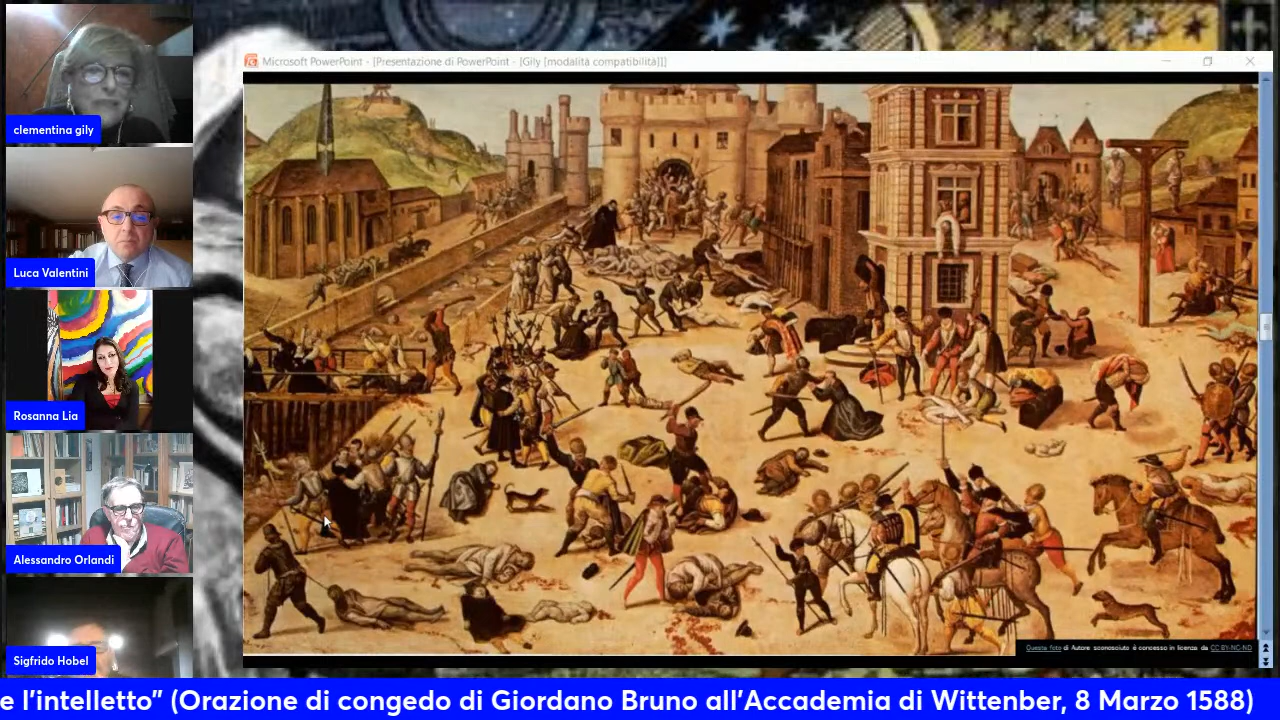 Microsoft PowerPoint - [Presentazione di PowerPoint - [Gily [modalità compatibilità]]]
clementina gily
Luca Valentini
Rosanna Lia
Alessandro Orlandi
Sigfrido Hobel
Questa foto di Autore sconosciuto è concesso in licenza da CC BY-NC-ND
e l’intelletto” (Orazione di congedo di Giordano Bruno all’Accademia di Wittenber, 8 Marzo 1588)